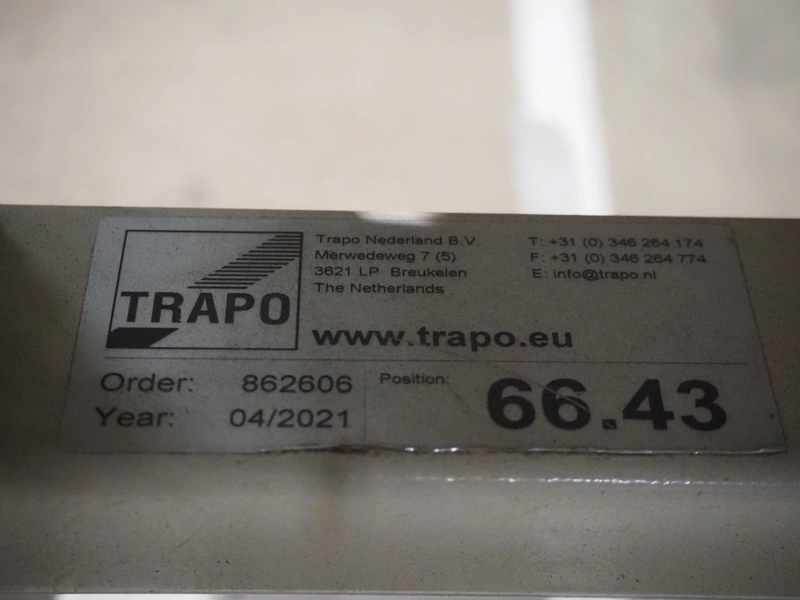 TRAPO
Trapo Nederland B.V.
Merwedeweg 7 (5)
3621 LP Breukelen
The Netherlands
T: +31 (0) 346 264 174
F: +31 (0) 346 264 774
E: info@trapo.nl
www.trapo.eu
Order: 862606
Year: 04/2021
Position: 66.43